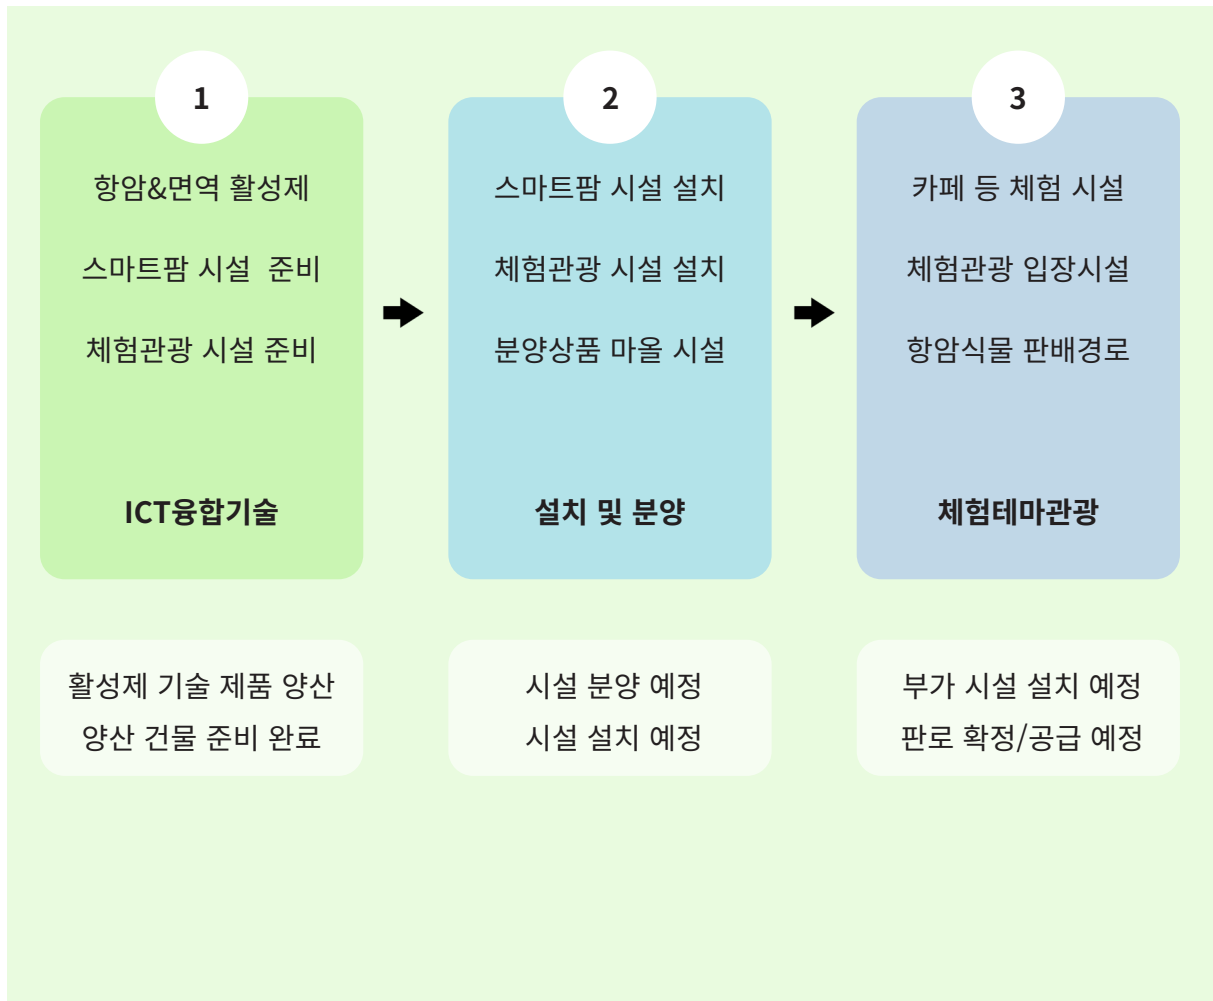 1
항암&면역 활성제
스마트팜 시설  준비
체험관광 시설 준비
ICT융합기술
활성제 기술 제품 양산
양산 건물 준비 완료
2
스마트팜 시설 설치
체험관광 시설 설치
분양상품 마올 시설
설치 및 분양
시설 분양 예정
시설 설치 예정
3
카페 등 체험 시설
체험관광 입장시설
항암식물 판배경로
체험테마관광
부가 시설 설치 예정
판로 확정/공급 예정